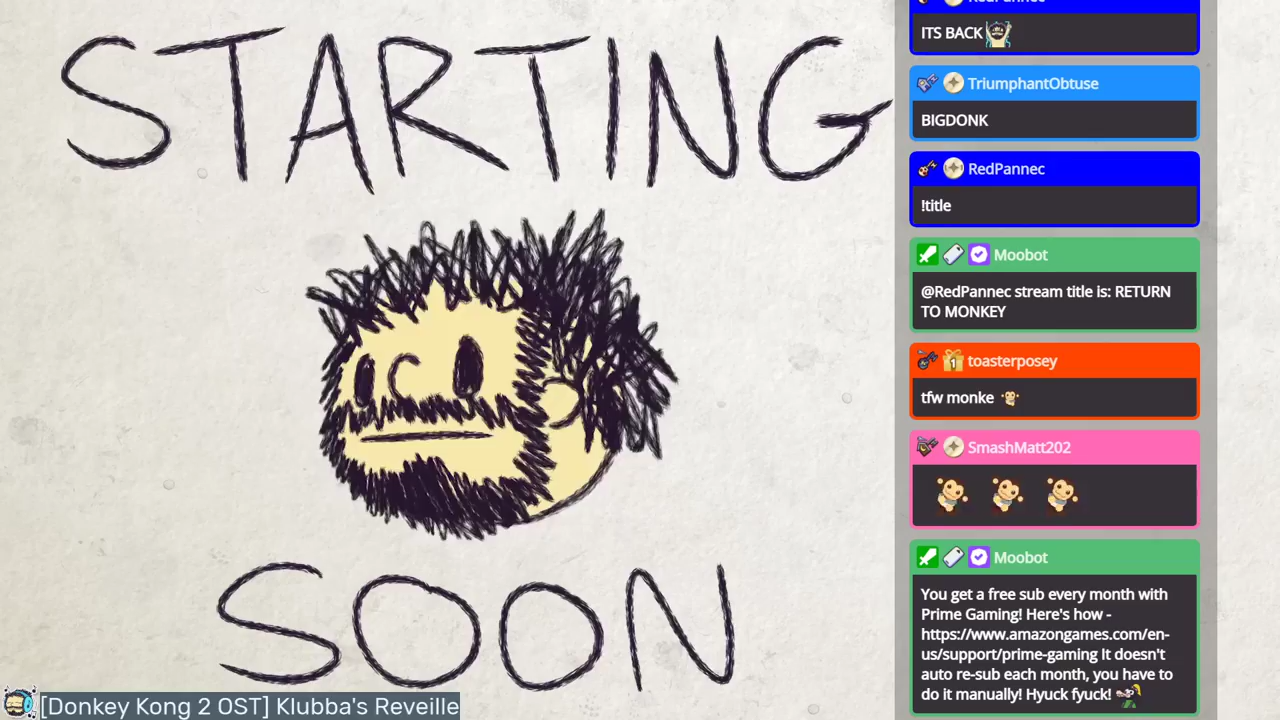 STARTING
SOON
[Donkey Kong 2 OST] Klubba's Reveille
RedPannec
ITS BACK
TriumphantObtuse
BIGDONK
RedPannec
!title
Moobot
@RedPannec stream title is: RETURN
TO MONKEY
toasterposey
tfw monke
SmashMatt202
Moobot
You get a free sub every month with
Prime Gaming! Here's how -
https://www.amazongames.com/en-
us/support/prime-gaming It doesn't
auto re-sub each month, you have to
do it manually! Hyuck fyuck!